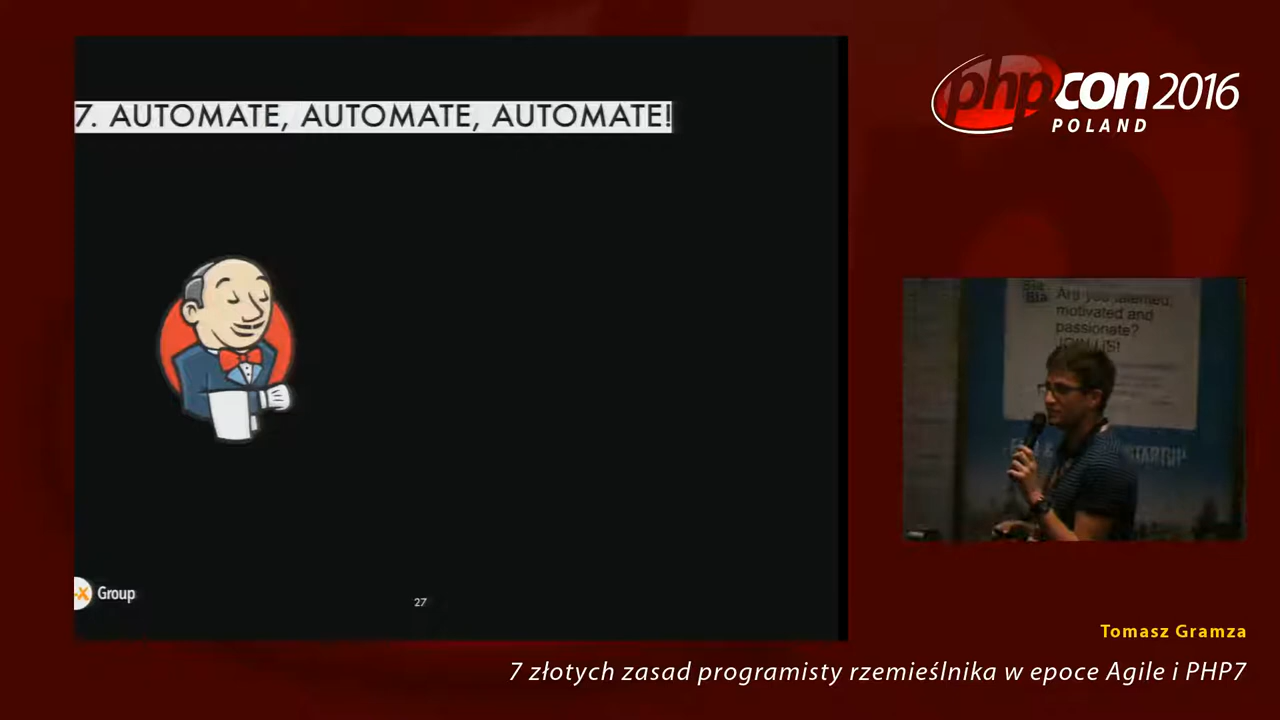 7. AUTOMATE, AUTOMATE, AUTOMATE!
X Group
27
phpcon 2016
POLAND
Are you talented,
motivated and
passionate?
JOIN US!
STARTUP
Tomasz Gramza
7 złotych zasad programisty rzemieślnika w epoce Agile i PHP7